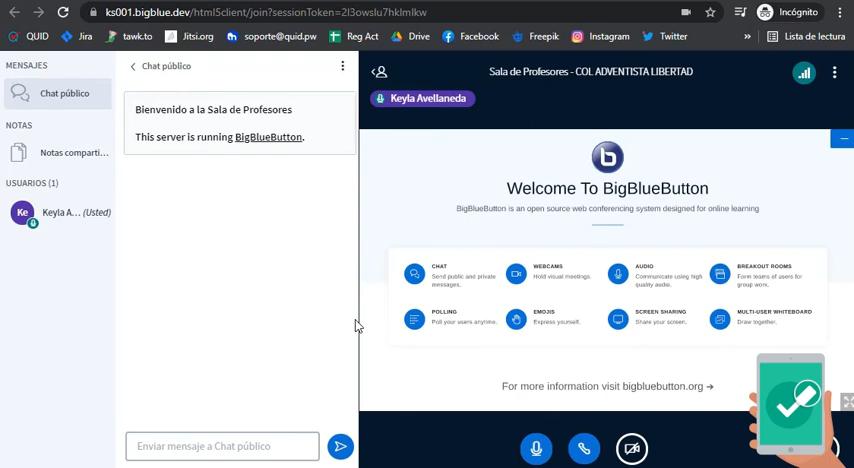 ks001.bigblue.dev/html5client/join?sessionToken=2l3owslu7hklmlkw
Incógnito
QUID
Jira
tawk.to
Jitsi.org
soporte@quid.pw
Reg Act
Drive
Facebook
Freepik
Instagram
Twitter
»
Lista de lectura
MENSAJES
Chat público
NOTAS
Notas comparti...
USUARIOS (1)
Ke
Keyla A... (Usted)
Chat público
Bienvenido a la Sala de Profesores
This server is running BigBlueButton.
Enviar mensaje a Chat público
Sala de Profesores - COL ADVENTISTA LIBERTAD
Keyla Avellaneda
b
Welcome To BigBlueButton
BigBlueButton is an open source web conferencing system designed for online learning
CHAT
Send public and private
messages.
WEBCAMS
Hold visual meetings.
AUDIO
Communicate using high
quality audio.
BREAKOUT ROOMS
Form teams of users for
group work.
POLLING
Poll your users anytime.
EMOJIS
Express yourself.
SCREEN SHARING
Share your screen.
MULTI-USER WHITEBOARD
Draw together.
For more information visit bigbluebutton.org →